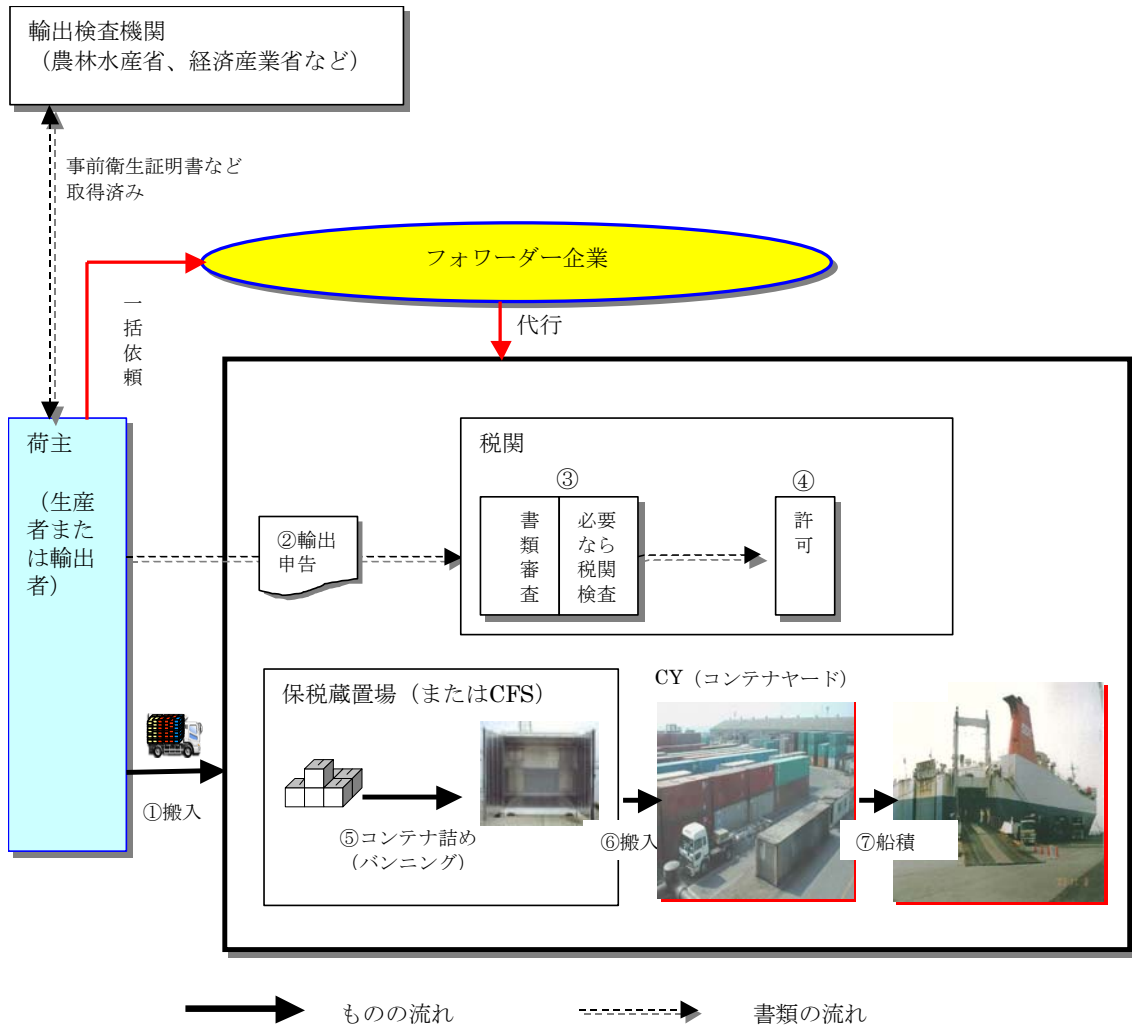 輸出検査機関
（農林水産省、経済産業省など）
事前衛生証明書など
取得済み
フォワーダー企業
一括依頼
代行
荷主
（生産
者また
は輸出
者）
税関
③
④
②輸出
申告
書類審査
必要
なら
税関
検査
許可
保税蔵置場（またはCFS）
CY（コンテナヤード）
①搬入
⑤コンテナ詰め
（バンニング）
⑥搬入
⑦船積
ものの流れ
書類の流れ